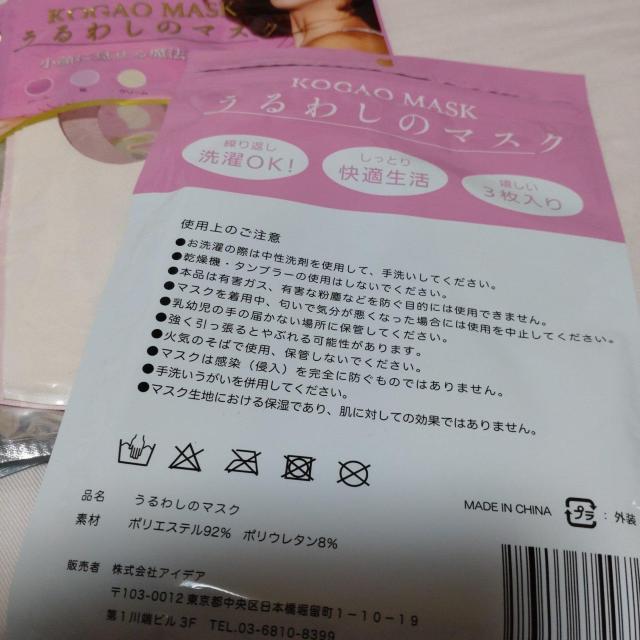 KOGAO MASK
うるわしのマスク
小顔に見せる魔法
クリーム
KOGAO MASK
うるわしのマスク
繰り返し
洗濯OK!
しっとり
快適生活
嬉しい
3枚入り
使用上のご注意
●お洗濯の際は中性洗剤を使用して、手洗いしてください。
●乾燥機・タンブラーの使用はしないでください。
●本品は有害ガス、有害な粉塵などを防ぐ目的には使用できません。
●マスクを着用中、匂いで気分が悪くなった場合には使用を中止してください。
●乳幼児の手の届かない場所に保管してください。
●強く引っ張るとやぶれる可能性があります。
●火気のそばで使用、保管しないでください。
●マスクは感染（侵入）を完全に防ぐものではありません。
●手洗いうがいを併用してください。
●マスク生地における保湿であり、肌に対しての効果ではありません。
品名 うるわしのマスク
素材 ポリエステル92% ポリウレタン8%
MADE IN CHINA プラ : 外装
販売者 株式会社アイデア
〒103-0012 東京都中央区日本橋堀留町1-10-19
第1川端ビル3F TEL.03-6810-8399